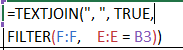 =TEXTJOIN(", ", TRUE,
FILTER(F:F, E:E = B3))